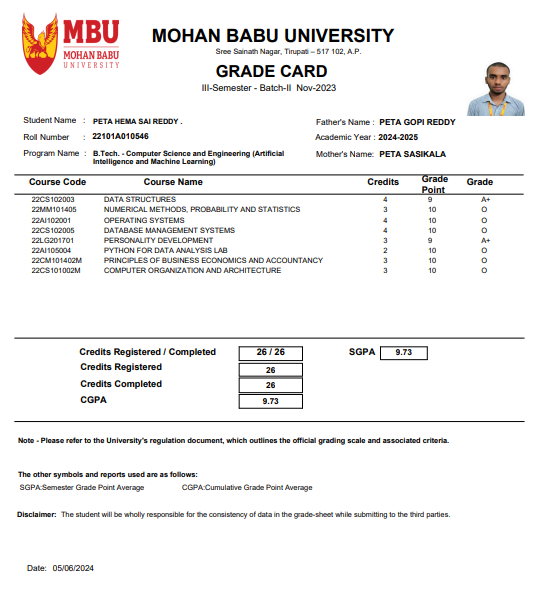 MBU
MOHAN BABU
UNIVERSITY
MOHAN BABU UNIVERSITY
Sree Sainath Nagar, Tirupati – 517 102, A.P.
GRADE CARD
III-Semester - Batch-II Nov-2023
Student Name : PETA HEMA SAI REDDY .
Father's Name : PETA GOPI REDDY
Roll Number : 22101A010546
Academic Year : 2024-2025
Program Name : B.Tech. - Computer Science and Engineering (Artificial Intelligence and Machine Learning)
Mother's Name: PETA SASIKALA
Course Code Course Name Credits Grade Point Grade
22CS102003 DATA STRUCTURES 4 9 A+
22MM101405 NUMERICAL METHODS, PROBABILITY AND STATISTICS 3 10 O
22AI102001 OPERATING SYSTEMS 4 10 O
22CS102005 DATABASE MANAGEMENT SYSTEMS 4 10 O
22LG201701 PERSONALITY DEVELOPMENT 3 9 A+
22AI105004 PYTHON FOR DATA ANALYSIS LAB 2 10 O
22CM101402M PRINCIPLES OF BUSINESS ECONOMICS AND ACCOUNTANCY 3 10 O
22CS101002M COMPUTER ORGANIZATION AND ARCHITECTURE 3 10 O
Credits Registered / Completed 26 / 26 SGPA 9.73
Credits Registered 26
Credits Completed 26
CGPA 9.73
Note - Please refer to the University's regulation document, which outlines the official grading scale and associated criteria.
The other symbols and reports used are as follows:
SGPA:Semester Grade Point Average CGPA:Cumulative Grade Point Average
Disclaimer: The student will be wholly responsible for the consistency of data in the grade-sheet while submitting to the third parties.
Date: 05/06/2024